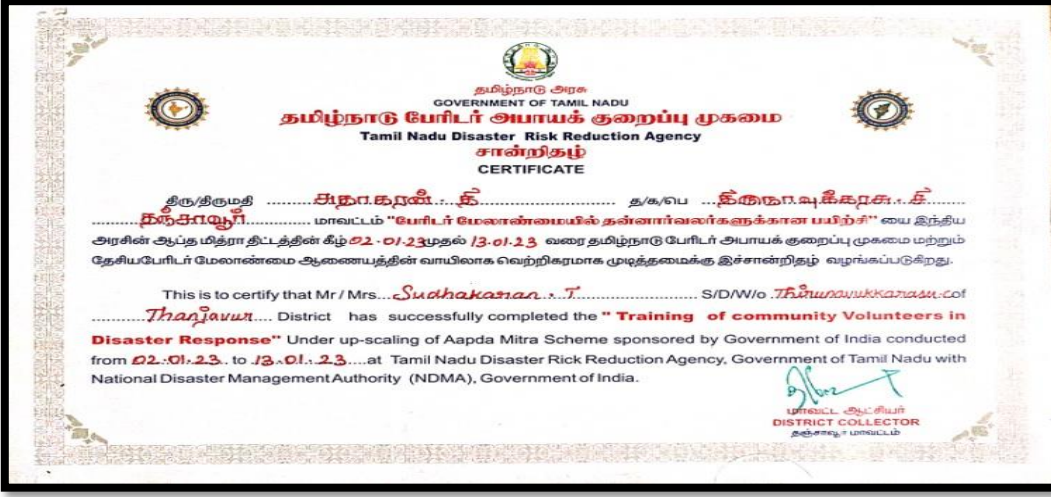 தமிழ்நாடு அரசு
GOVERNMENT OF TAMIL NADU
தமிழ்நாடு பேரிடர் அபாயக் குறைப்பு முகமை
Tamil Nadu Disaster Risk Reduction Agency
சான்றிதழ்
CERTIFICATE
திரு/திருமதி ........ சுதாகரன் . தி ........ த/க/பெ ... திருநாவுக்கரசு . சி ...
... தஞ்சாவூர் ... மாவட்டம் "பேரிடர் மேலாண்மையில் தன்னார்வலர்களுக்கான பயிற்சி" யை இந்திய
அரசின் ஆப்த மித்ரா திட்டத்தின் கீழ் 02-01-23 முதல் 13-01-23 வரை தமிழ்நாடு பேரிடர் அபாயக் குறைப்பு முகமை மற்றும்
தேசியபேரிடர் மேலாண்மை ஆணையத்தின் வாயிலாக வெற்றிகரமாக முடித்தமைக்கு இச்சான்றிதழ் வழங்கப்படுகிறது.
This is to certify that Mr / Mrs... Sudhakaran . T ........ S/D/W/o Thirunavukkarasu.c of
........ Thanjavur.... District has successfully completed the " Training of community Volunteers in
Disaster Response" Under up-scaling of Aapda Mitra Scheme sponsored by Government of India conducted
from 02.01.23. to 13.01.23....at Tamil Nadu Disaster Rick Reduction Agency, Government of Tamil Nadu with
National Disaster Management Authority (NDMA), Government of India.
மாவட்ட ஆட்சியர்
DISTRICT COLLECTOR
தஞ்சாவூர் மாவட்டம்